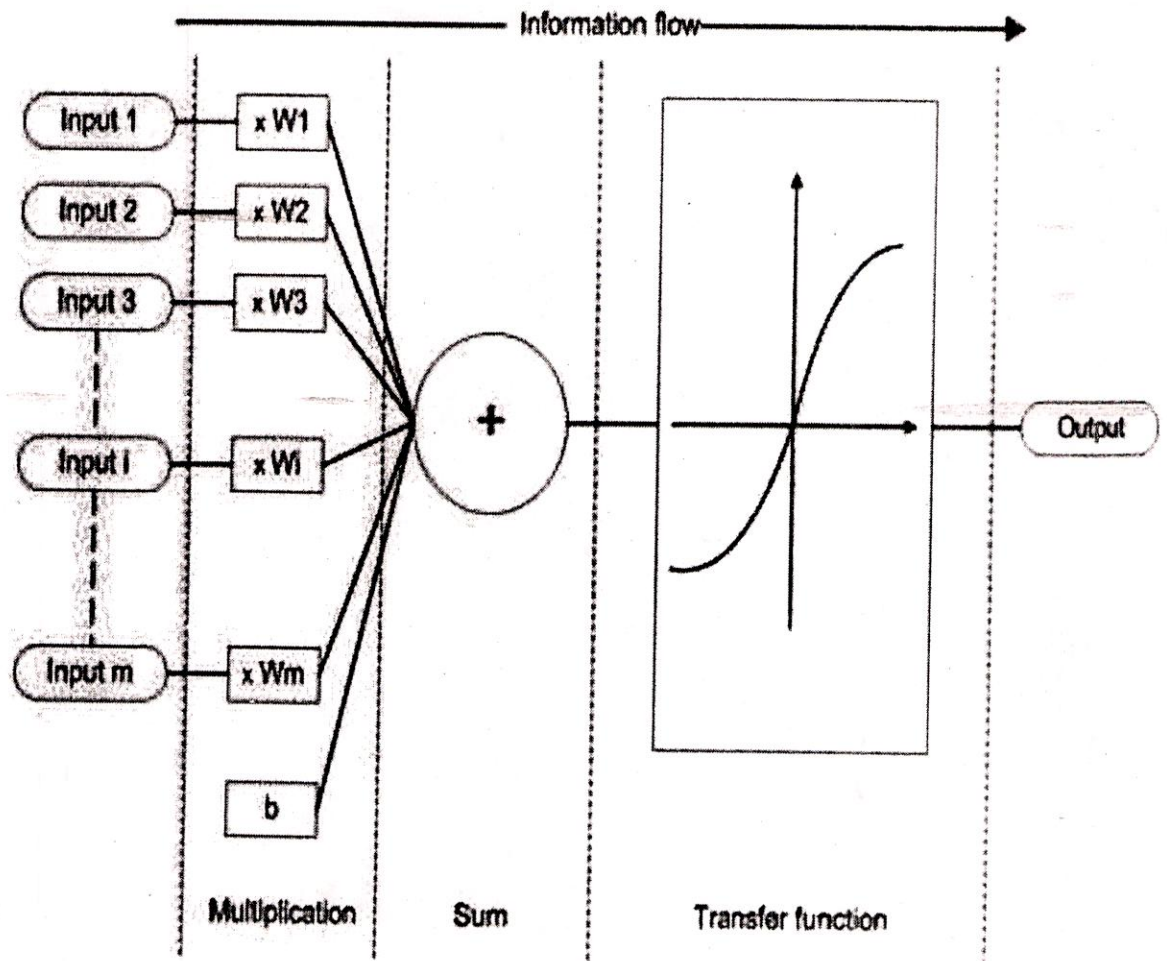 Information flow
Input 1
x W1
Input 2
x W2
Input 3
x W3
+
Input i
x Wi
Output
Input m
x Wm
b
Multiplication
Sum
Transfer function